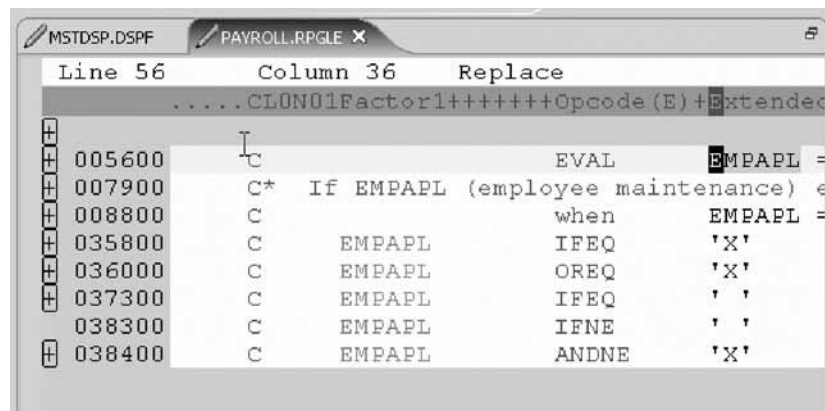 MSTDSP.DSPF PAYROLL.RPGLE
Line 56 Column 36 Replace
.....CL0N01Factor1+++++++Opcode(E)+Extended
005600 C EVAL EMPAPL =
007900 C* If EMPAPL (employee maintenance) e
008800 C when EMPAPL =
035800 C EMPAPL IFEQ 'X'
036000 C EMPAPL OREQ 'X'
037300 C EMPAPL IFEQ ' '
038300 C EMPAPL IFNE ' '
038400 C EMPAPL ANDNE 'X'